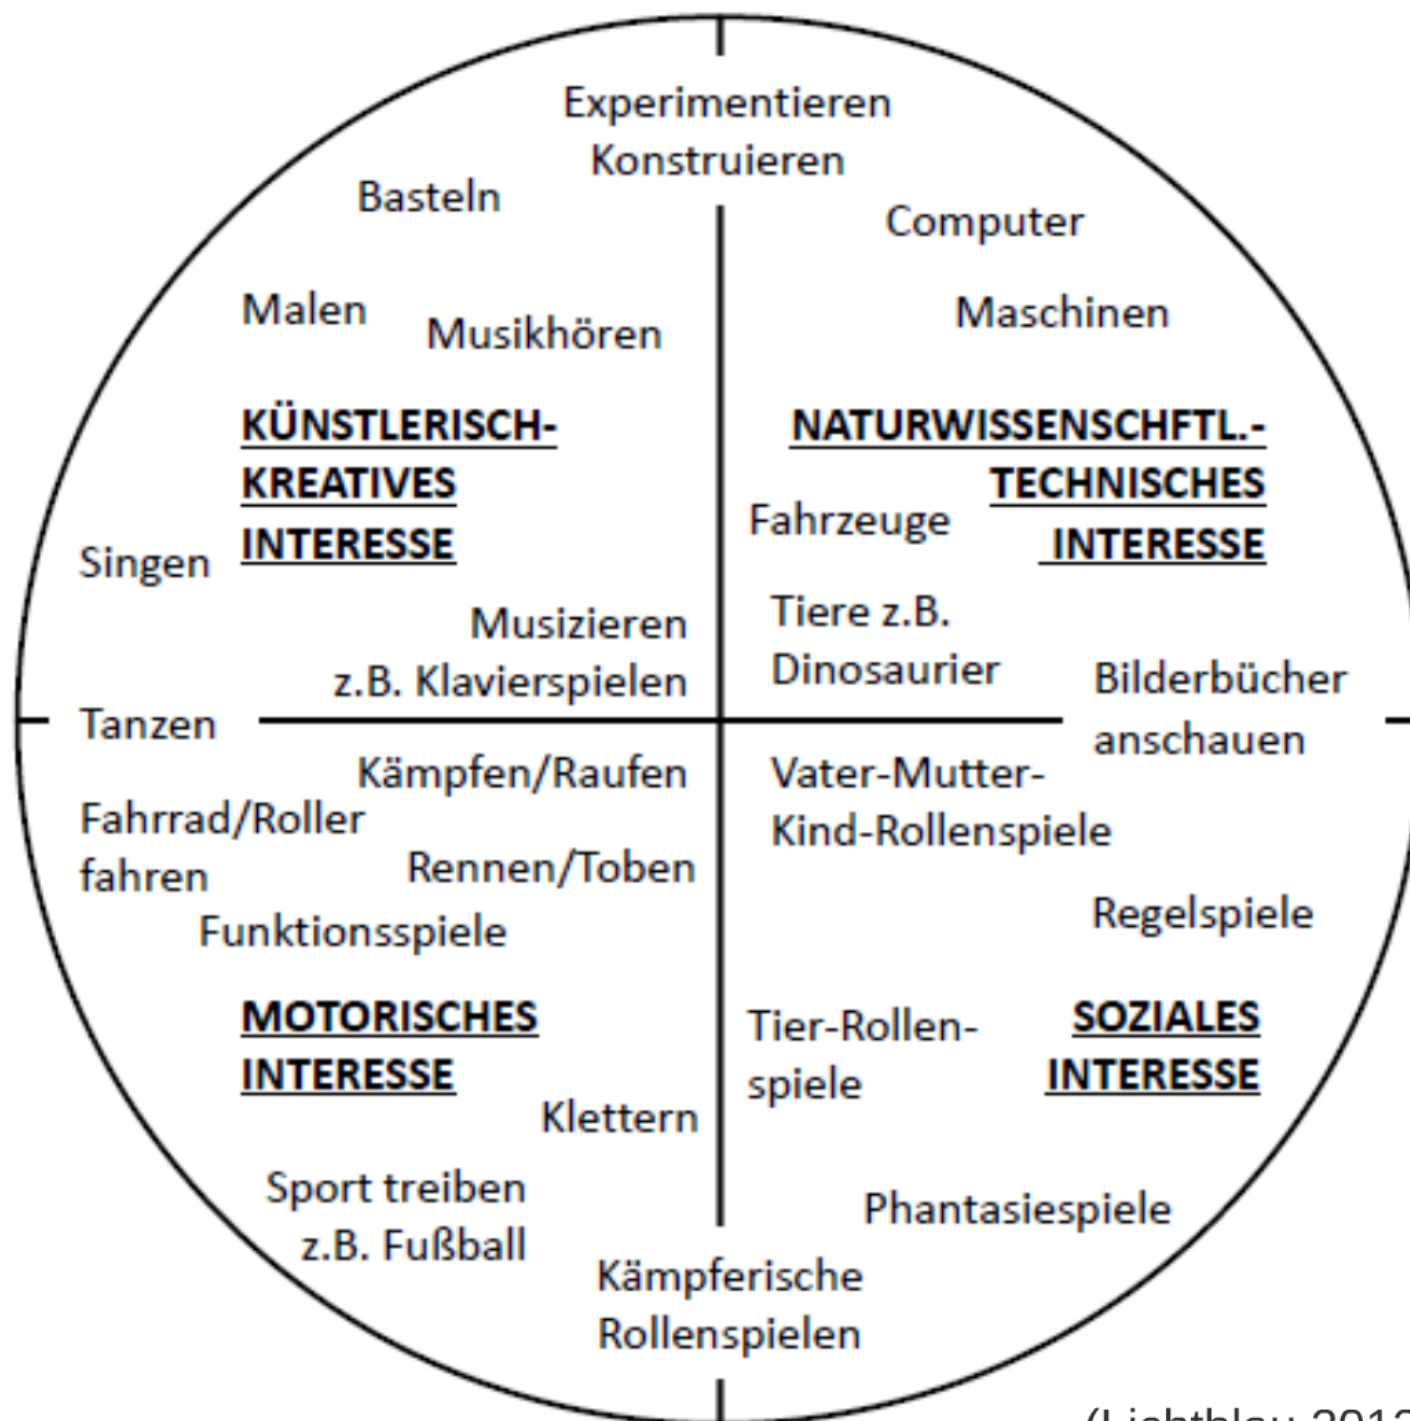 Experimentieren
Konstruieren
Basteln
Computer
Malen
Musikhören
Maschinen
KÜNSTLERISCH-
KREATIVES
INTERESSE
NATURWISSENSCHFTL.-
TECHNISCHES
INTERESSE
Fahrzeuge
Singen
Musizieren
z.B. Klavierspielen
Tiere z.B.
Dinosaurier
Bilderbücher
anschauen
Tanzen
Kämpfen/Raufen
Vater-Mutter-
Kind-Rollenspiele
Fahrrad/Roller
fahren
Rennen/Toben
Funktionsspiele
Regelspiele
MOTORISCHES
INTERESSE
Tier-Rollen-
spiele
SOZIALES
INTERESSE
Klettern
Sport treiben
z.B. Fußball
Phantasiespiele
Kämpferische
Rollenspielen